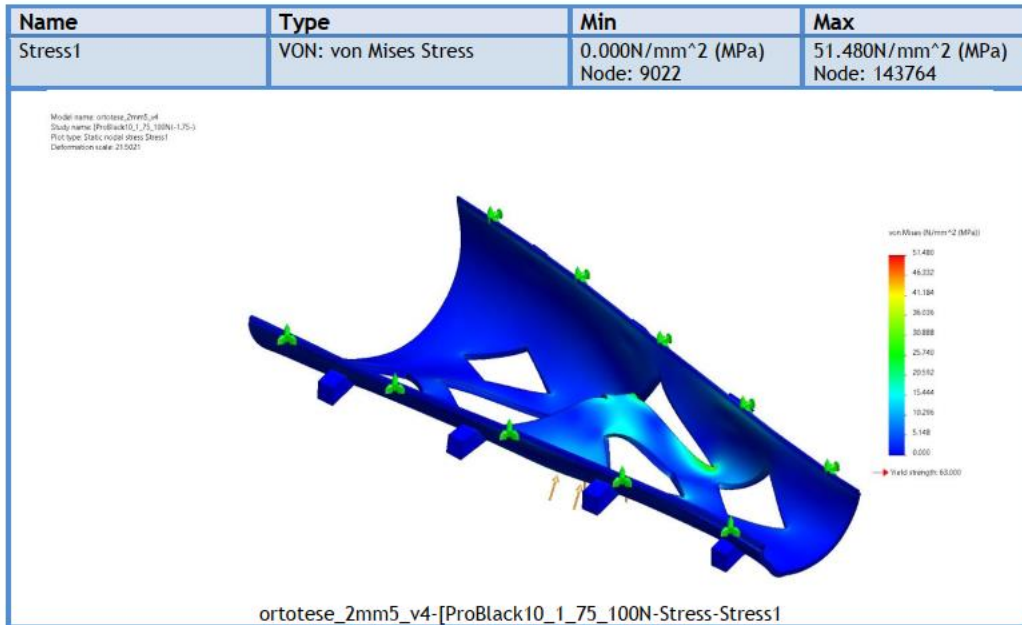 Name Type Min Max
Stress1 VON: von Mises Stress 0.000N/mm^2 (MPa) 51.480N/mm^2 (MPa)
Node: 9022 Node: 143764
Model name: ortotese_2mm5_v4
Study name: [ProBlack10_1_75_100N(-1.75-)
Plot type: Static nodal stress Stress1
Deformation scale: 21.5021
von Mises (N/mm^2 (MPa))
51.480
46.332
41.184
36.036
30.888
25.740
20.592
15.444
10.296
5.148
0.000
Yield strength: 63.000
ortotese_2mm5_v4-[ProBlack10_1_75_100N-Stress-Stress1